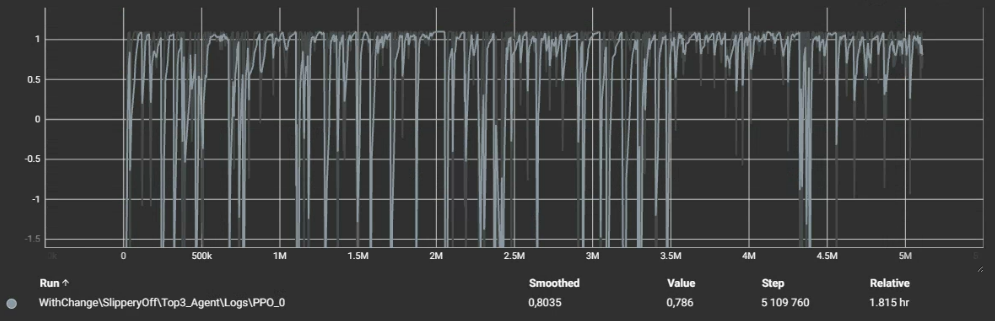 1
0.5
0
-0.5
-1
-1.5
0 500k 1M 1.5M 2M 2.5M 3M 3.5M 4M 4.5M 5M
Run ↑ Smoothed Value Step Relative
WithChange\SlipperyOff\Top3_Agent\Logs\PPO_0 0,8035 0,786 5 109 760 1.815 hr